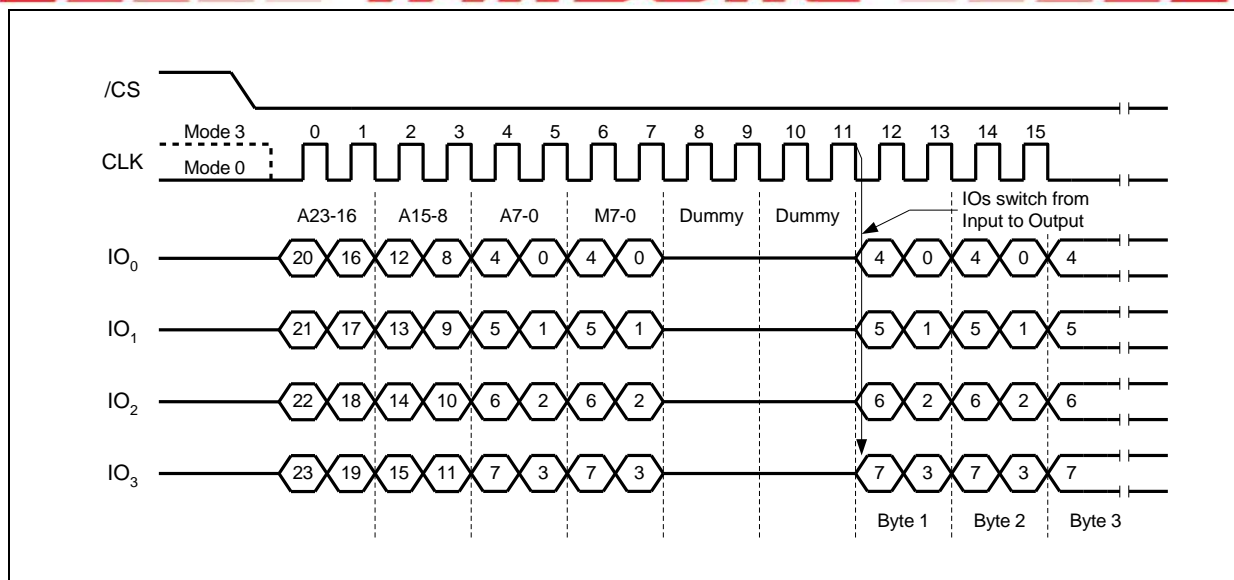 /CS
Mode 3 0 1 2 3 4 5 6 7 8 9 10 11 12 13 14 15
CLK
Mode 0
IOs switch from
Input to Output
A23-16 A15-8 A7-0 M7-0 Dummy Dummy
IO0 20 16 12 8 4 0 4 0 4 0 4 0 4
IO1 21 17 13 9 5 1 5 1 5 1 5 1 5
IO2 22 18 14 10 6 2 6 2 6 2 6 2 6
IO3 23 19 15 11 7 3 7 3 7 3 7 3 7
Byte 1 Byte 2 Byte 3